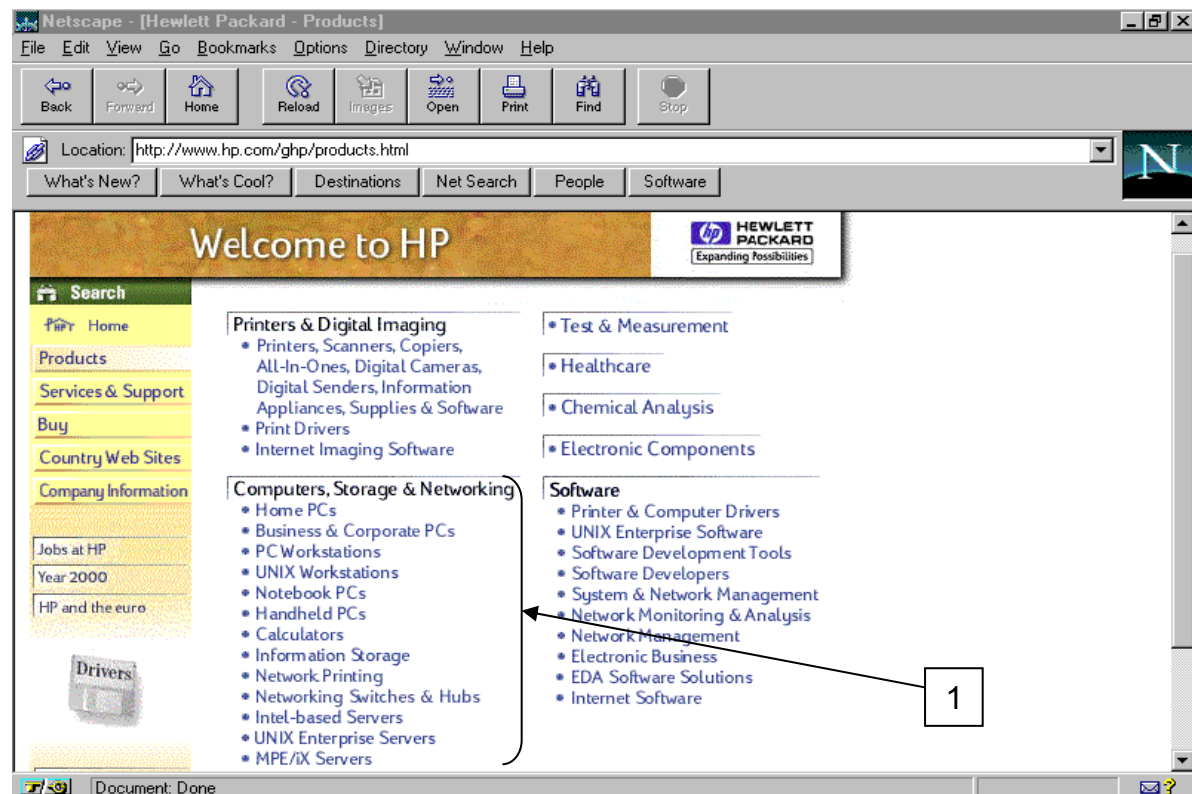 Netscape - [Hewlett Packard - Products]
File Edit View Go Bookmarks Options Directory Window Help
Back Forward Home Reload Images Open Print Find Stop
Location: http://www.hp.com/ghp/products.html
N
What's New? What's Cool? Destinations Net Search People Software
Welcome to HP
hp HEWLETT
PACKARD
Expanding Possibilities
Search
Home
Products
Services & Support
Buy
Country Web Sites
Company Information
Jobs at HP
Year 2000
HP and the euro
Drivers
Printers & Digital Imaging
• Printers, Scanners, Copiers,
All-In-Ones, Digital Cameras,
Digital Senders, Information
Appliances, Supplies & Software
• Print Drivers
• Internet Imaging Software
Computers, Storage & Networking
• Home PCs
• Business & Corporate PCs
• PC Workstations
• UNIX Workstations
• Notebook PCs
• Handheld PCs
• Calculators
• Information Storage
• Network Printing
• Networking Switches & Hubs
• Intel-based Servers
• UNIX Enterprise Servers
• MPE/iX Servers
• Test & Measurement
• Healthcare
• Chemical Analysis
• Electronic Components
Software
• Printer & Computer Drivers
• UNIX Enterprise Software
• Software Development Tools
• Software Developers
• System & Network Management
• Network Monitoring & Analysis
• Network Management
• Electronic Business
• EDA Software Solutions
• Internet Software
1
Document: Done
?